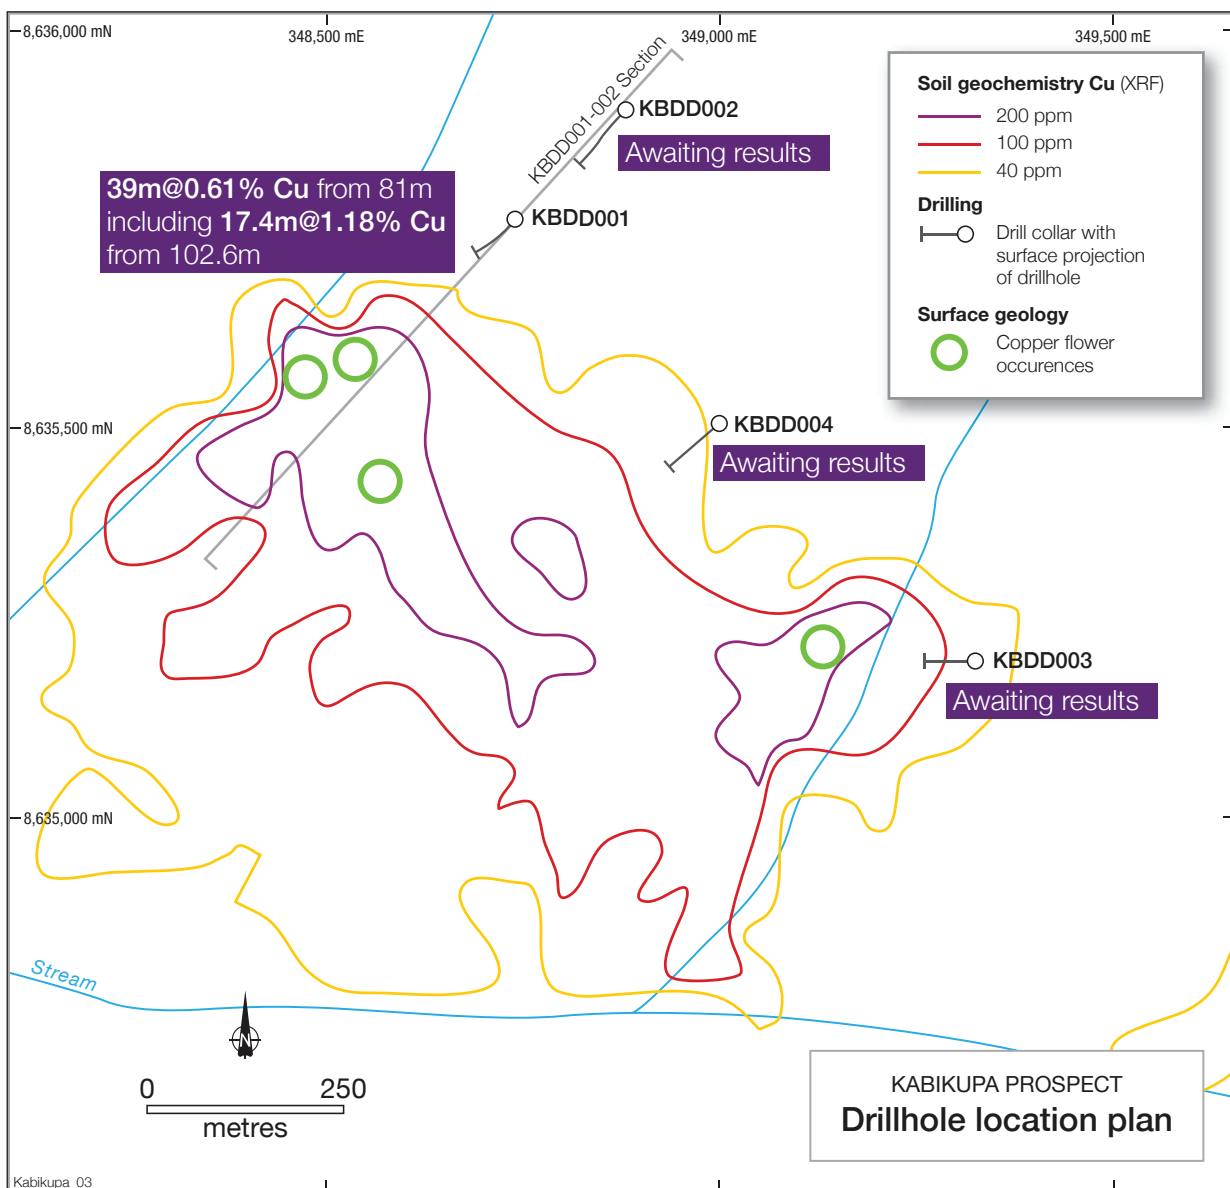 8,636,000 mN
348,500 mE
349,000 mE
349,500 mE
Soil geochemistry Cu (XRF)
200 ppm
100 ppm
40 ppm
Drilling
Drill collar with
surface projection
of drillhole
Surface geology
Copper flower
occurences
KBDD001-002 Section
KBDD002
Awaiting results
39m@0.61% Cu from 81m
including 17.4m@1.18% Cu
from 102.6m
KBDD001
8,635,500 mN
KBDD004
Awaiting results
KBDD003
Awaiting results
8,635,000 mN
Stream
N
0 250
metres
KABIKUPA PROSPECT
Drillhole location plan
Kabikupa_03